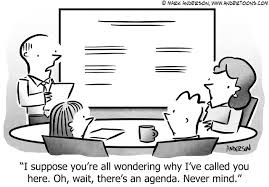 © MARK ANDERSON, WWW.ANDERTOONS.COM
ANDERSON
"I suppose you're all wondering why I've called you
here. Oh, wait, there's an agenda. Never mind."